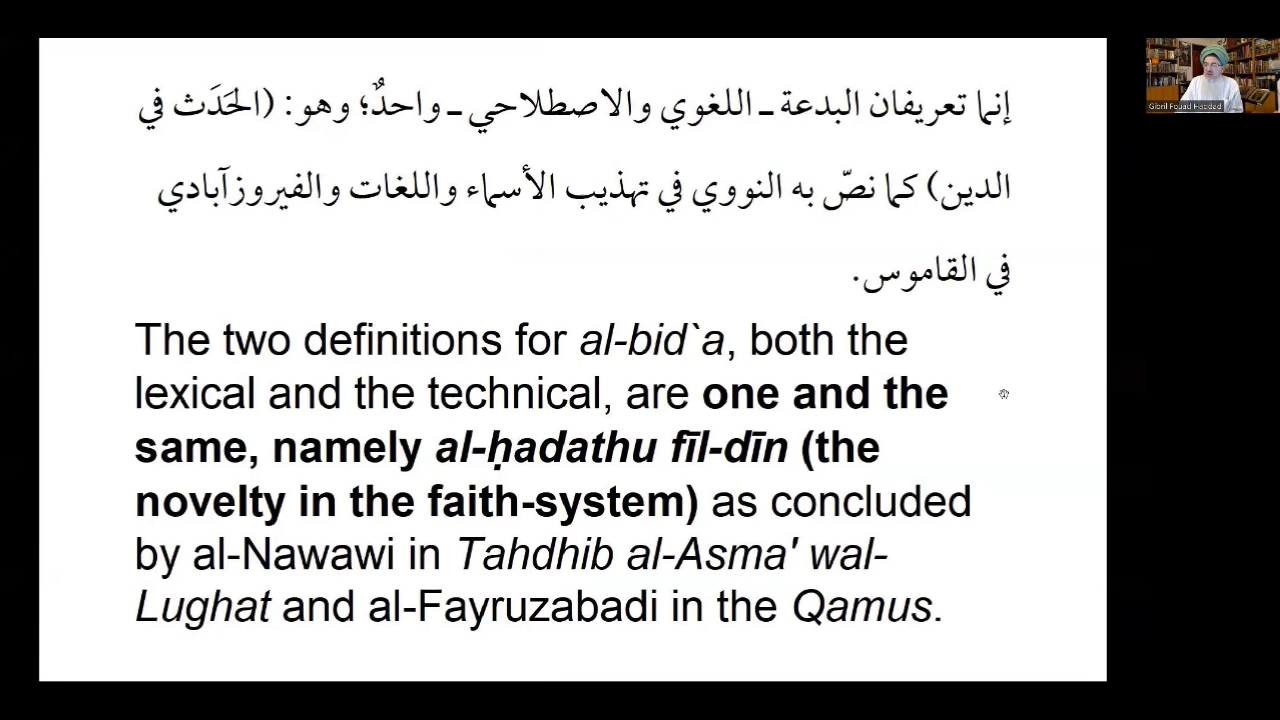 إنما تعريفان البدعة ـ اللغوي والاصطلاحي ـ واحدٌ؛ وهو: (الحَدَث في
الدين) كما نصّ به النووي في تهذيب الأسماء واللغات والفيروزآبادي
في القاموس.
The two definitions for al-bid`a, both the
lexical and the technical, are one and the
same, namely al-ḥadathu fīl-dīn (the
novelty in the faith-system) as concluded
by al-Nawawi in Tahdhib al-Asma' wal-
Lughat and al-Fayruzabadi in the Qamus.
Gibril Fouad Haddad